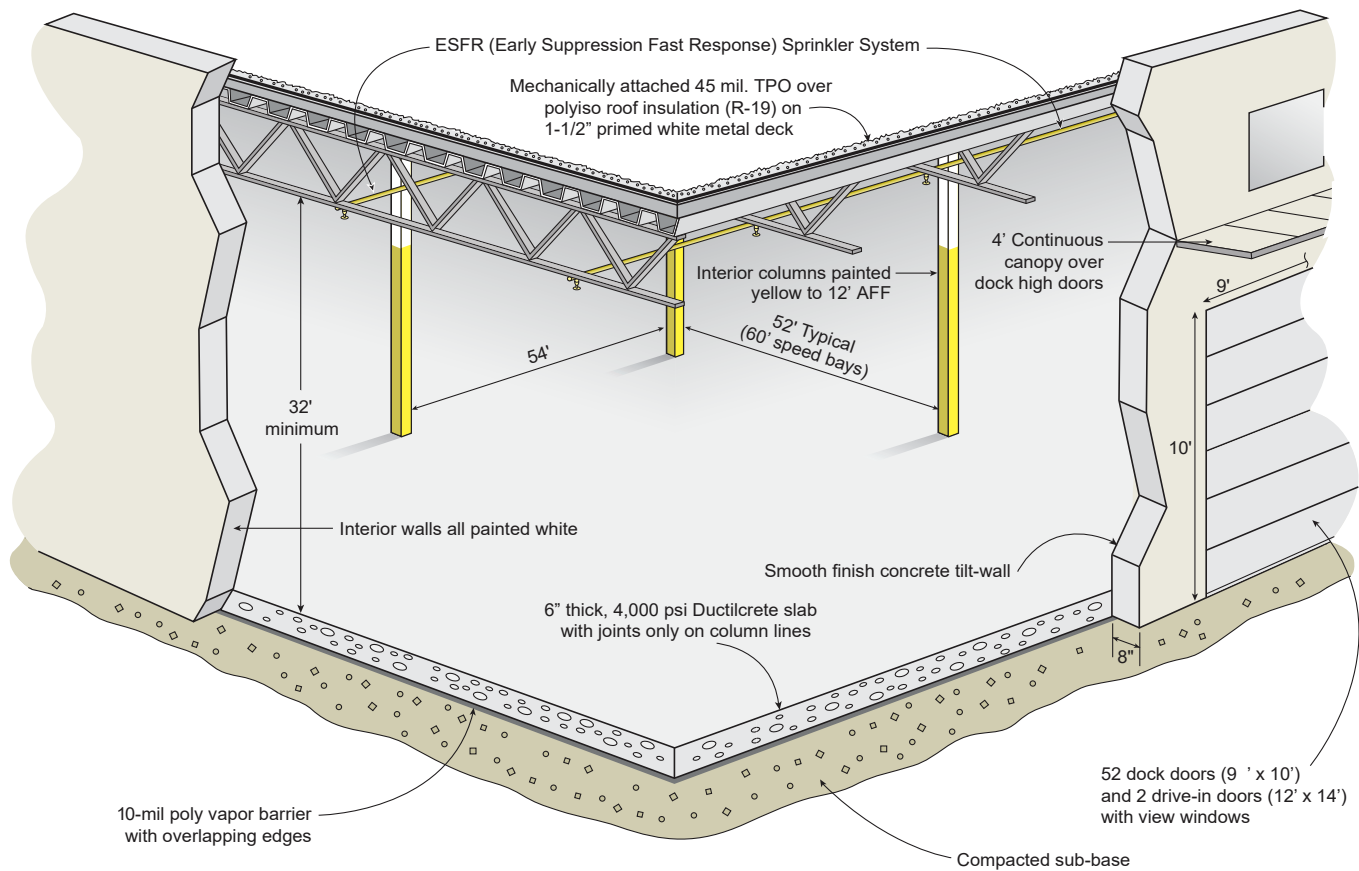 ESFR (Early Suppression Fast Response) Sprinkler System
Mechanically attached 45 mil. TPO over
polyiso roof insulation (R-19) on
1-1/2” primed white metal deck
4’ Continuous
canopy over
dock high doors
Interior columns painted
yellow to 12’ AFF
9'
54'
52' Typical
(60’ speed bays)
32'
minimum
10'
Interior walls all painted white
Smooth finish concrete tilt-wall
6” thick, 4,000 psi Ductilcrete slab
with joints only on column lines
8"
52 dock doors (9 ’ x 10’)
and 2 drive-in doors (12’ x 14’)
with view windows
10-mil poly vapor barrier
with overlapping edges
Compacted sub-base